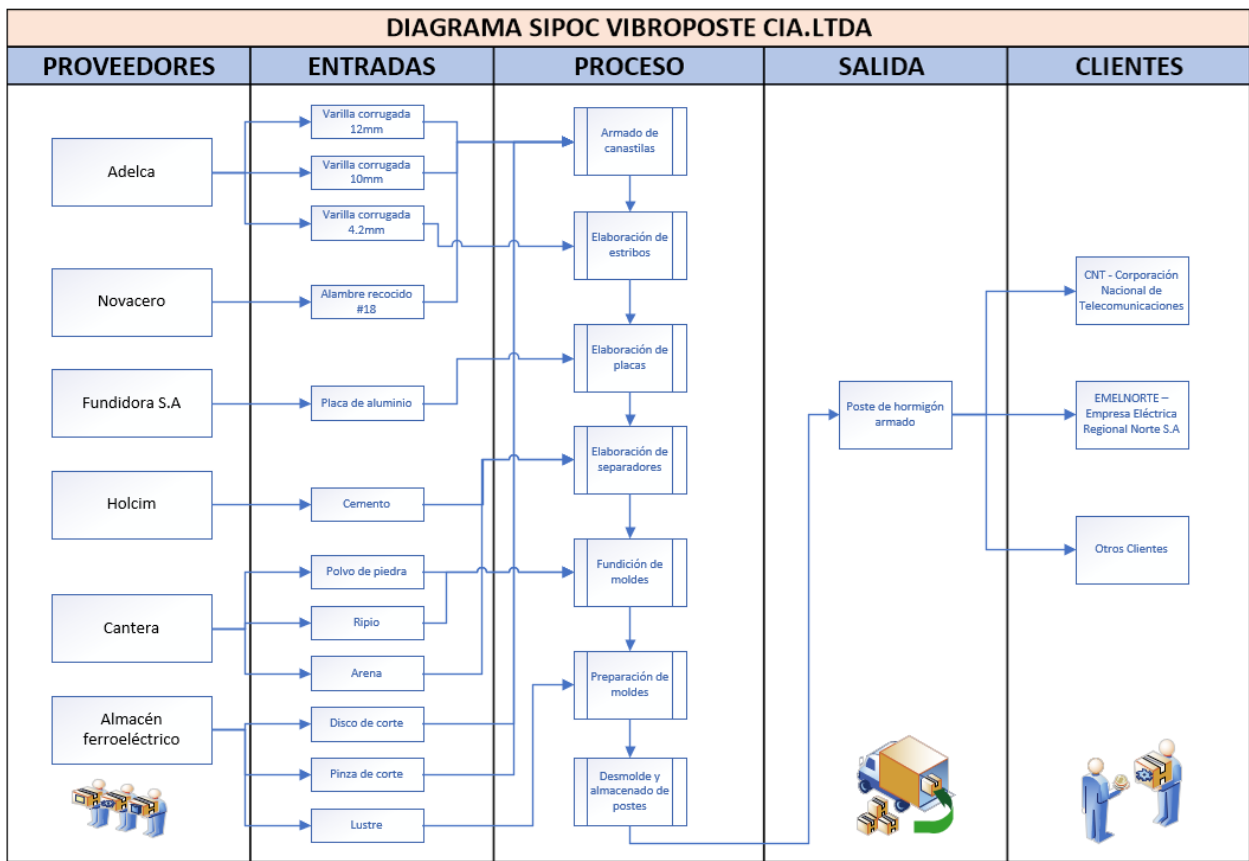 DIAGRAMA SIPOC VIBROPOSTE CIA.LTDA
PROVEEDORES
ENTRADAS
PROCESO
SALIDA
CLIENTES
Adelca
Novacero
Fundidora S.A
Holcim
Cantera
Almacén
ferroeléctrico
Varilla corrugada
12mm
Varilla corrugada
10mm
Varilla corrugada
4.2mm
Alambre recocido
#18
Placa de aluminio
Cemento
Polvo de piedra
Ripio
Arena
Disco de corte
Pinza de corte
Lustre
Armado de
canastilas
Elaboración de
estribos
Elaboración de
placas
Elaboración de
separadores
Fundición de
moldes
Preparación de
moldes
Desmolde y
almacenado de
postes
Poste de hormigón
armado
CNT - Corporación
Nacional de
Telecomunicaciones
EMELNORTE –
Empresa Eléctrica
Regional Norte S.A
Otros Clientes